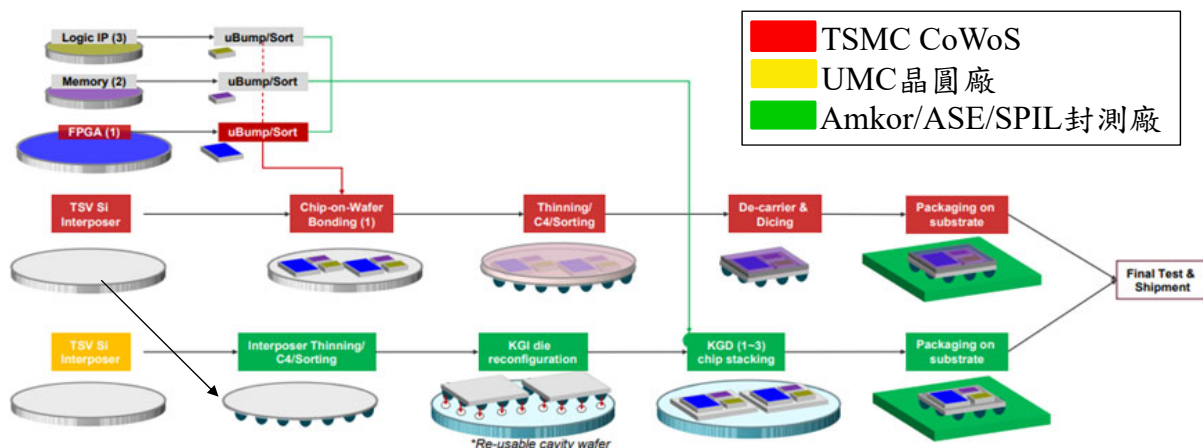 Logic IP (3)
uBump/Sort
Memory (2)
uBump/Sort
FPGA (1)
uBump/Sort
TSMC CoWoS
UMC晶圓廠
Amkor/ASE/SPIL封測廠
TSV Si
Interposer
Chip-on-Wafer
Bonding (1)
Thinning/
C4/Sorting
De-carrier &
Dicing
Packaging on
substrate
Final Test &
Shipment
TSV Si
Interposer
Interposer Thinning/
C4/Sorting
KGI die
reconfiguration
KGD (1~3)
chip stacking
Packaging on
substrate
*Re-usable cavity wafer